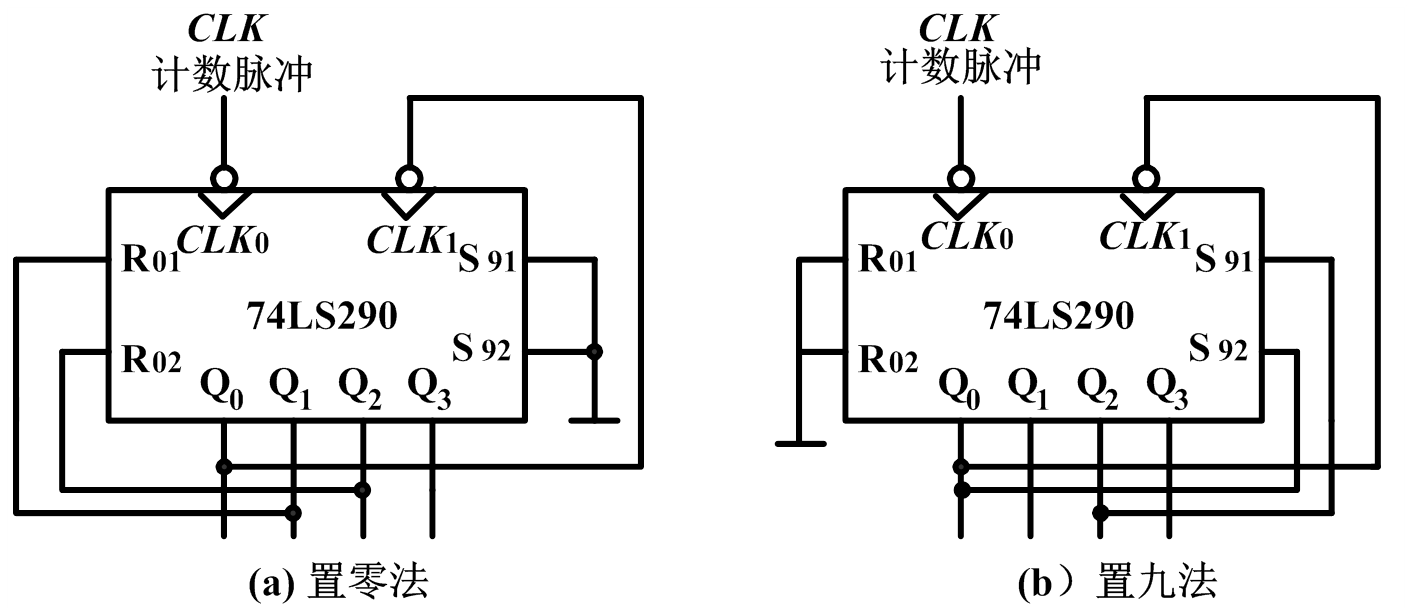 CLK CLK
计数脉冲 计数脉冲
CLK0 CLK1 CLK0 CLK1
R01 S91 R01 S91
74LS290 74LS290
R02 S92 R02 S92
Q0 Q1 Q2 Q3 Q0 Q1 Q2 Q3
(a) 置零法 (b）置九法